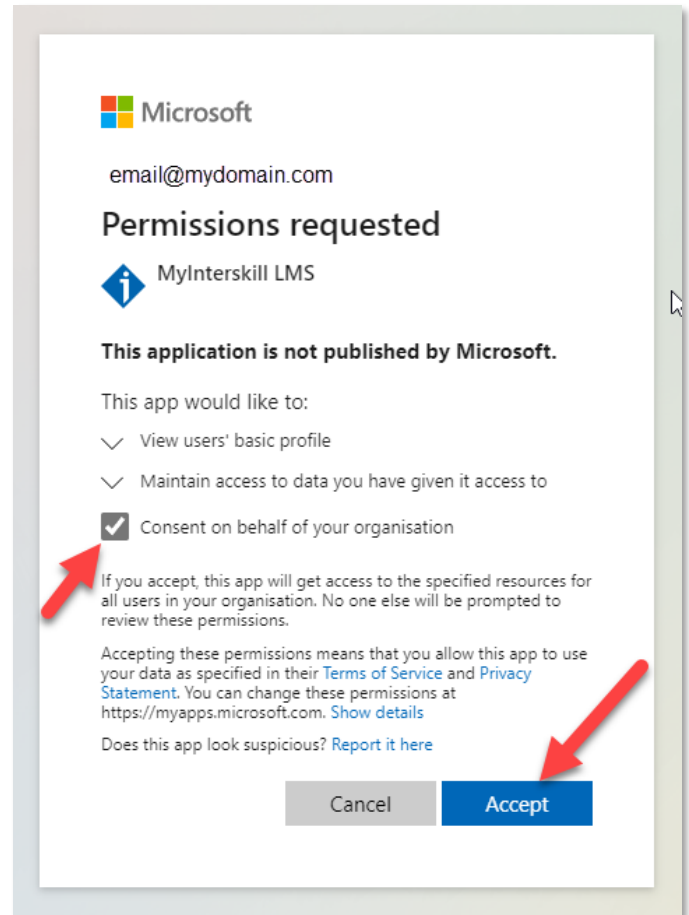 Microsoft
email@mydomain.com
Permissions requested
MyInterskill LMS
This application is not published by Microsoft.
This app would like to:
View users' basic profile
Maintain access to data you have given it access to
Consent on behalf of your organisation
If you accept, this app will get access to the specified resources for
all users in your organisation. No one else will be prompted to
review these permissions.
Accepting these permissions means that you allow this app to use
your data as specified in their Terms of Service and Privacy
Statement. You can change these permissions at
https://myapps.microsoft.com. Show details
Does this app look suspicious? Report it here
Cancel Accept